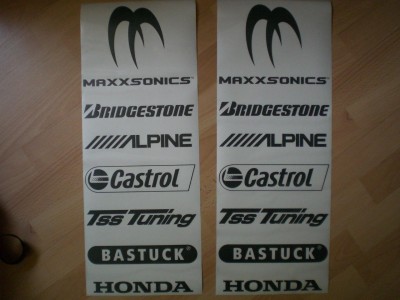 MAXXSONICS
BRIDGESTONE
ALPINE
Castrol
Tss Tuning
BASTUCK®
HONDA
MAXXSONICS
BRIDGESTONE
ALPINE
Castrol
Tss Tuning
BASTUCK®
HONDA